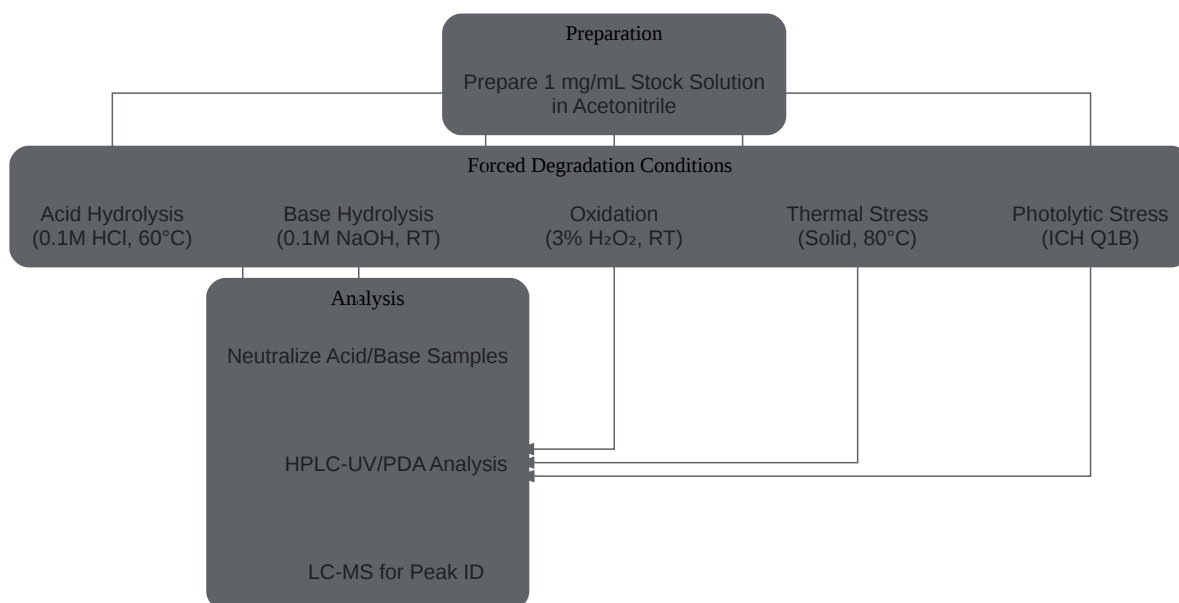 Preparation
Prepare 1 mg/mL Stock Solution
in Acetonitrile
Forced Degradation Conditions
Acid Hydrolysis
(0.1M HCl, 60°C)
Base Hydrolysis
(0.1M NaOH, RT)
Oxidation
(3% H₂O₂, RT)
Thermal Stress
(Solid, 80°C)
Photolytic Stress
(ICH Q1B)
Analysis
Neutralize Acid/Base Samples
HPLC-UV/PDA Analysis
LC-MS for Peak ID